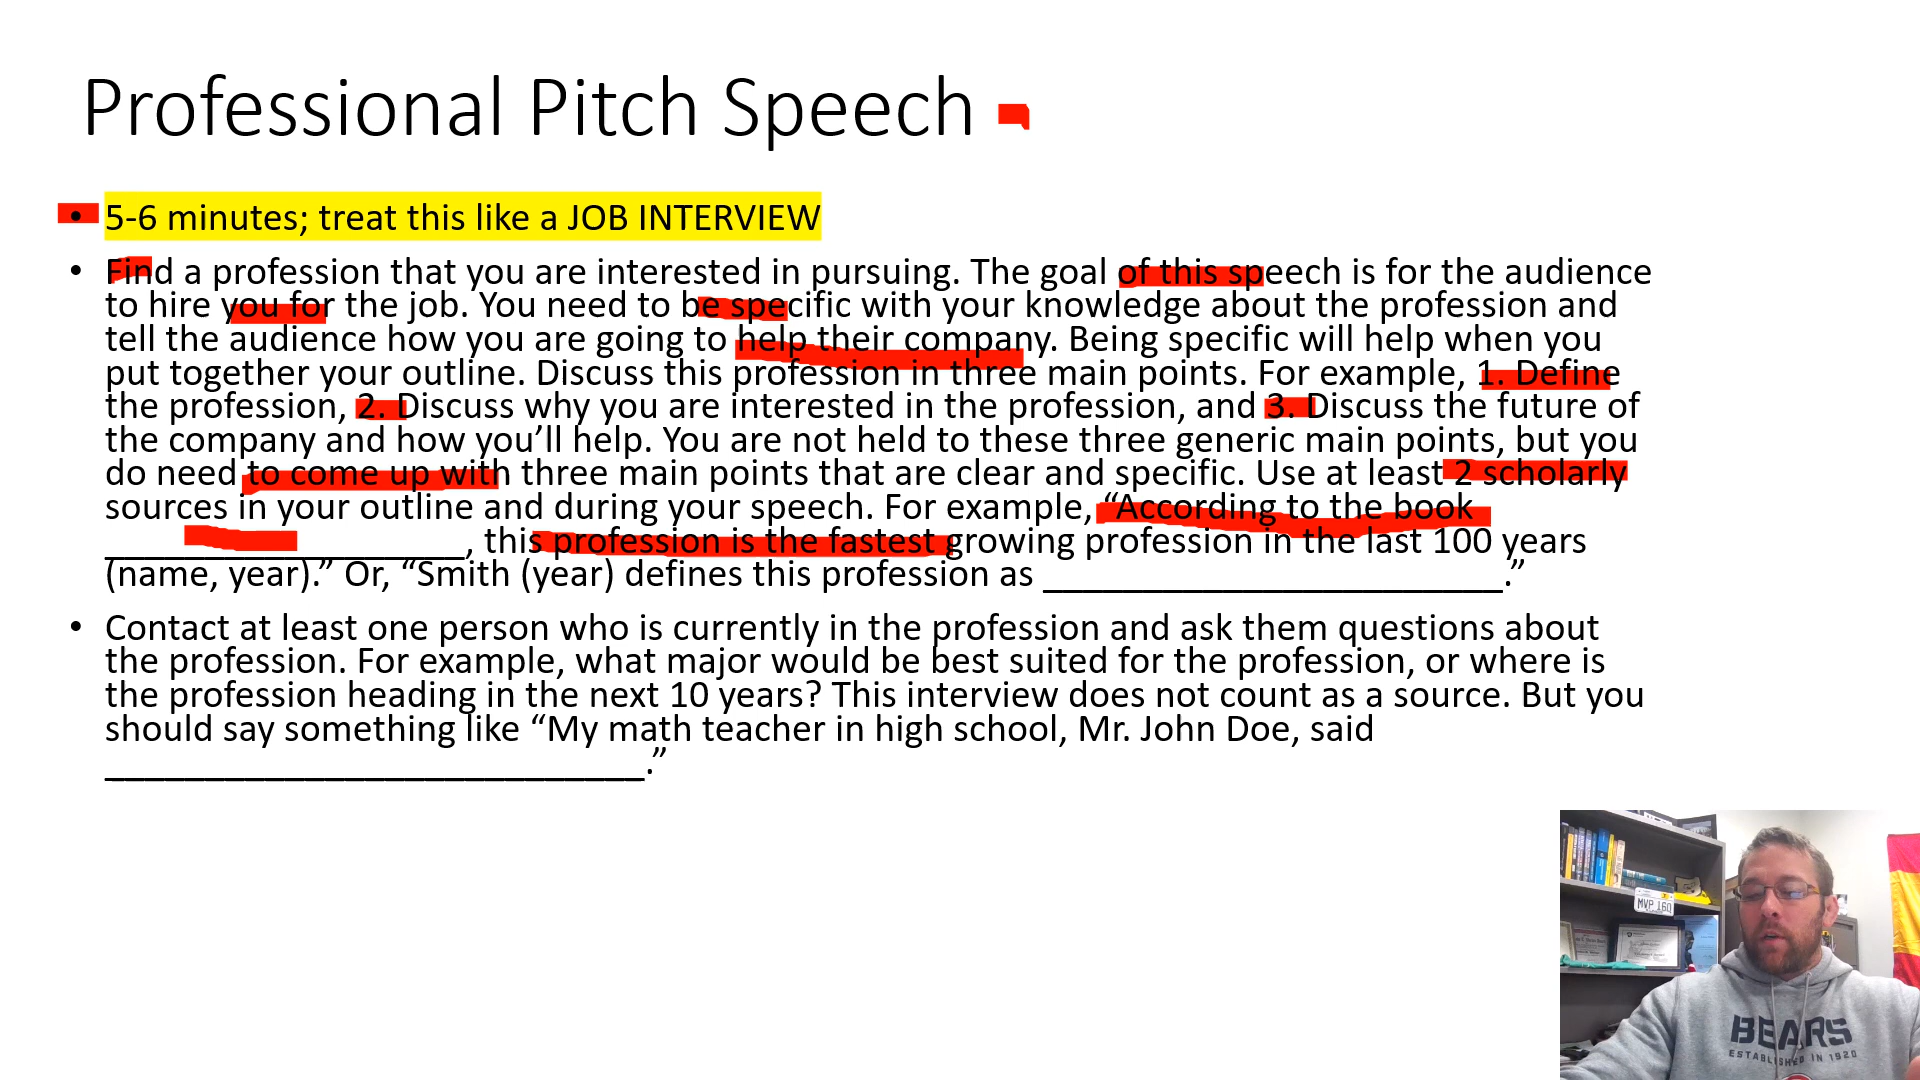 Professional Pitch Speech
• 5-6 minutes; treat this like a JOB INTERVIEW
• Find a profession that you are interested in pursuing. The goal of this speech is for the audience
to hire you for the job. You need to be specific with your knowledge about the profession and
tell the audience how you are going to help their company. Being specific will help when you
put together your outline. Discuss this profession in three main points. For example, 1. Define
the profession, 2. Discuss why you are interested in the profession, and 3. Discuss the future of
the company and how you’ll help. You are not held to these three generic main points, but you
do need to come up with three main points that are clear and specific. Use at least 2 scholarly
sources in your outline and during your speech. For example, “According to the book
__________________, this profession is the fastest growing profession in the last 100 years
(name, year).” Or, “Smith (year) defines this profession as _______________________.”
• Contact at least one person who is currently in the profession and ask them questions about
the profession. For example, what major would be best suited for the profession, or where is
the profession heading in the next 10 years? This interview does not count as a source. But you
should say something like “My math teacher in high school, Mr. John Doe, said
___________________________.”
MVP 160
BEARS
ESTABLISHED IN 1920